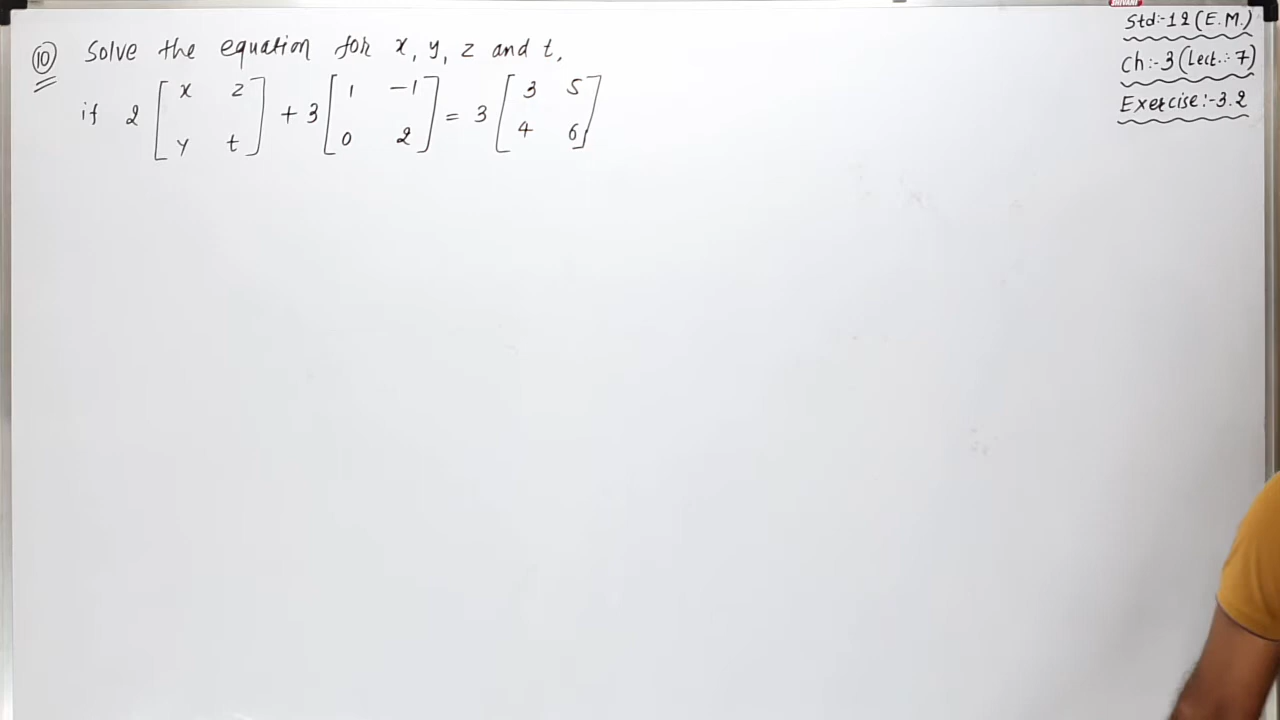 ⑩ Solve the equation for x, y, z and t,
if 2 [ x z ; y t ] + 3 [ 1 -1 ; 0 2 ] = 3 [ 3 5 ; 4 6 ]
SHIVANI
Std:-12 (E.M.)
Ch:-3 (Lect.:-7)
Exercise:-3.2